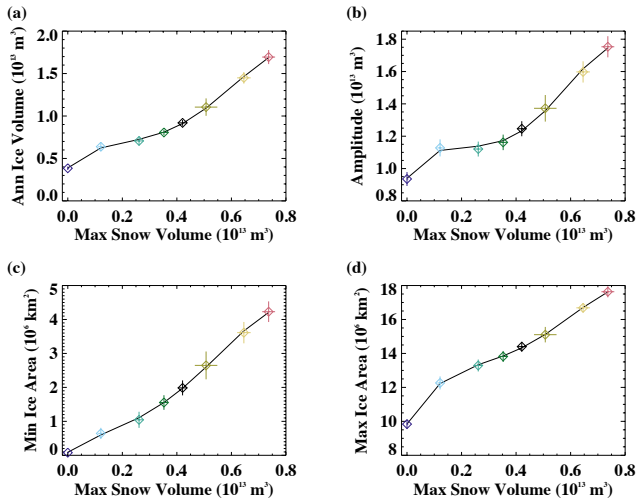 (a)
Ann Ice Volume (10¹³ m³)
2.0
1.5
1.0
0.5
0.0
0.0 0.2 0.4 0.6 0.8
Max Snow Volume (10¹³ m³)
(b)
Amplitude (10¹³ m³)
1.8
1.6
1.4
1.2
1.0
0.8
0.0 0.2 0.4 0.6 0.8
Max Snow Volume (10¹³ m³)
(c)
Min Ice Area (10⁶ km²)
5
4
3
2
1
0
0.0 0.2 0.4 0.6 0.8
Max Snow Volume (10¹³ m³)
(d)
Max Ice Area (10⁶ km²)
18
16
14
12
10
8
0.0 0.2 0.4 0.6 0.8
Max Snow Volume (10¹³ m³)